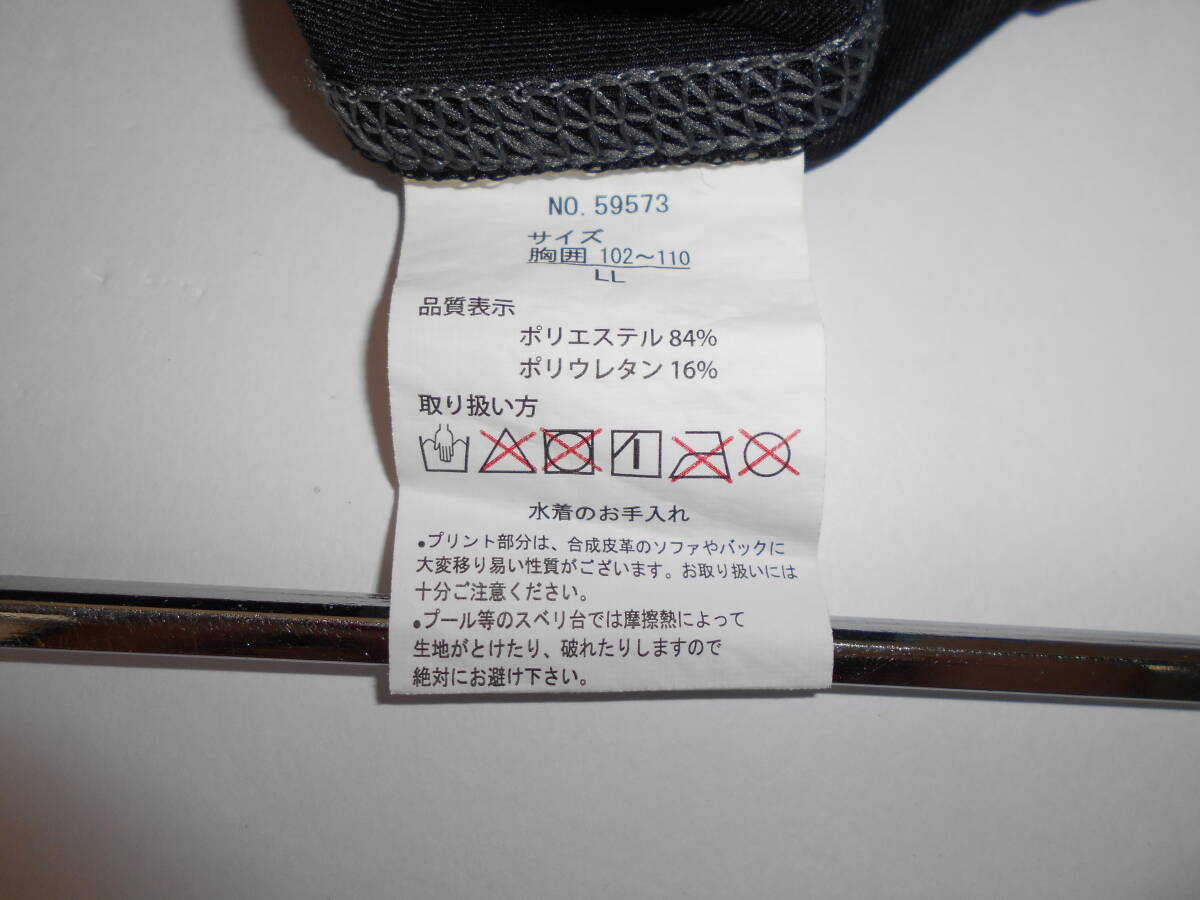 NO. 59573
サイズ
胸囲 102～110
LL
品質表示
ポリエステル 84%
ポリウレタン 16%
取り扱い方
水着のお手入れ
●プリント部分は、合成皮革のソファやバックに
大変移り易い性質がございます。お取り扱いには
十分ご注意ください。
●プール等のスベリ台では摩擦熱によって
生地がとけたり、破れたりしますので
絶対にお避け下さい。